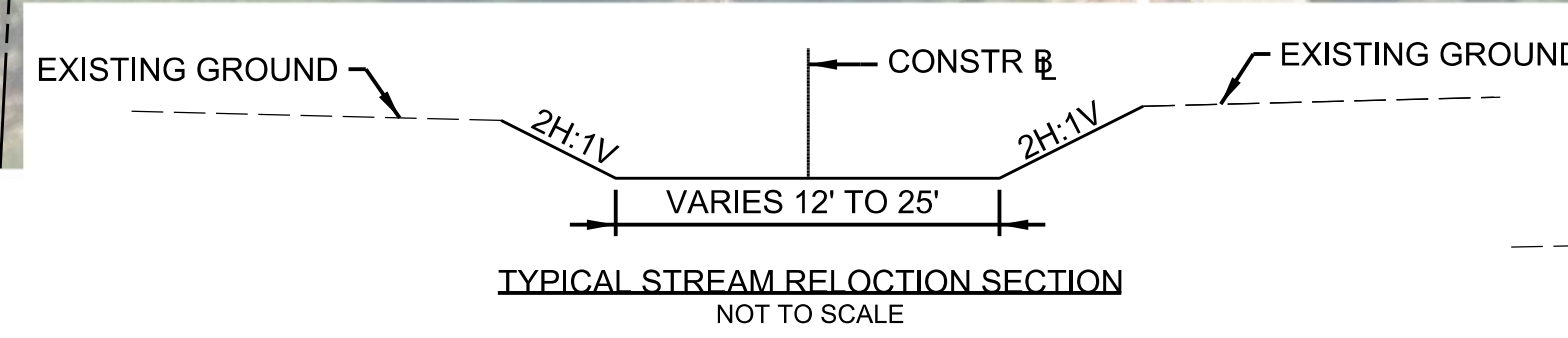 EXISTING GROUND
CONSTR BL
EXISTING GROUND
2H:1V
2H:1V
VARIES 12' TO 25'
TYPICAL STREAM RELOCTION SECTION
NOT TO SCALE